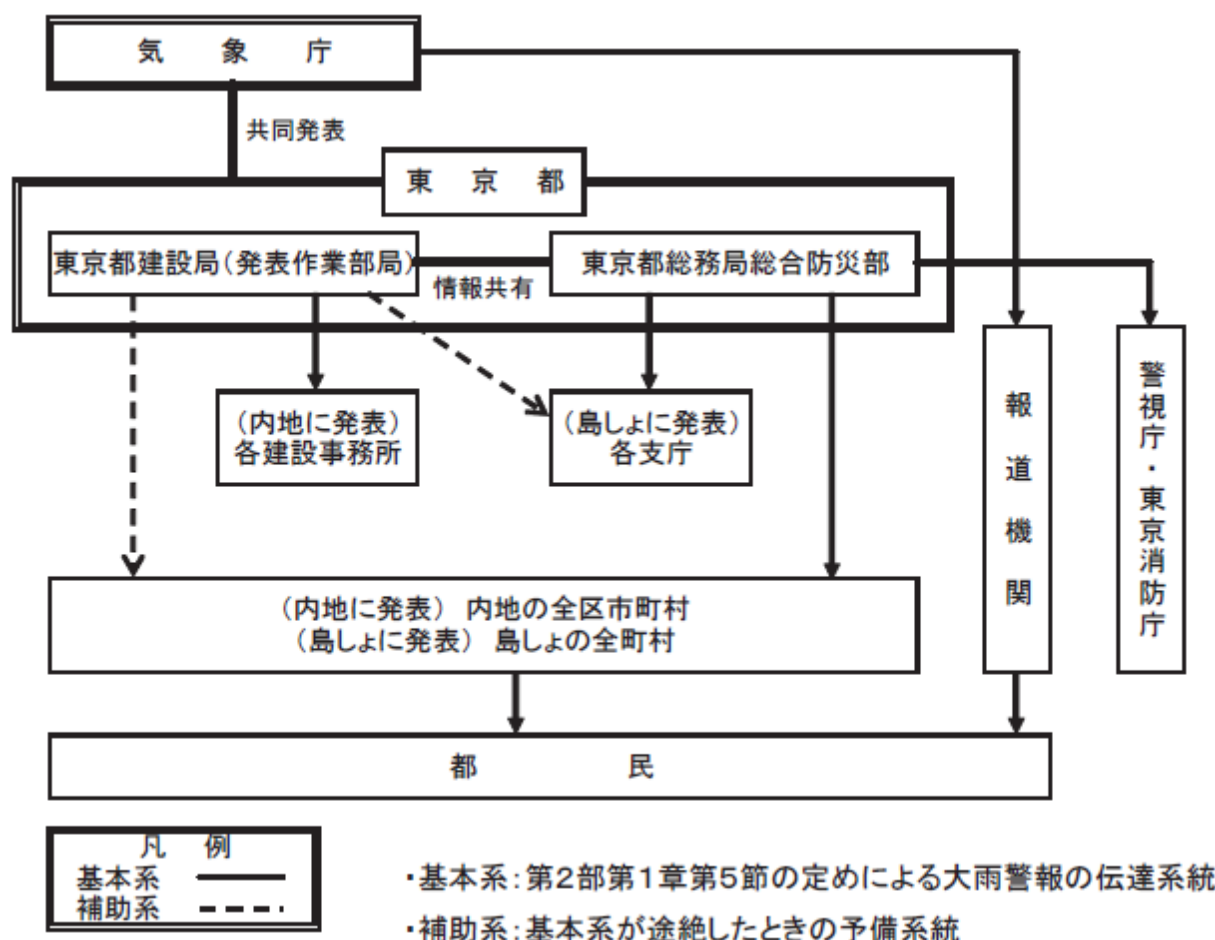 気象庁
共同発表
東京都
東京都建設局(発表作業部局)
情報共有
東京都総務局総合防災部
(内地に発表)
各建設事務所
(島しょに発表)
各支庁
報道機関
警視庁・東京消防庁
(内地に発表) 内地の全区市町村
(島しょに発表) 島しょの全町村
都民
凡例
基本系
補助系
・基本系:第2部第1章第5節の定めによる大雨警報の伝達系統
・補助系:基本系が途絶したときの予備系統